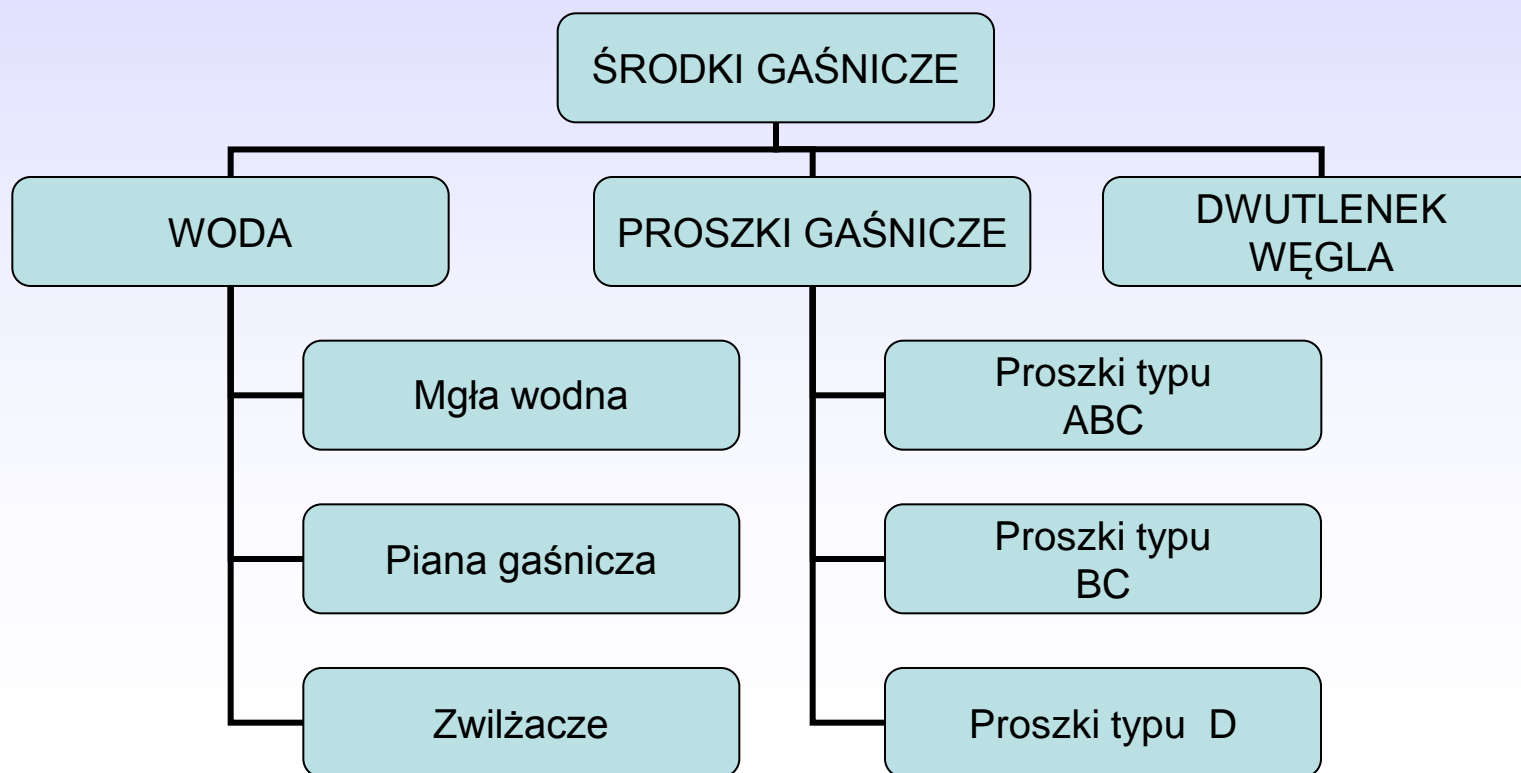 ŚRODKI GAŚNICZE
WODA
PROSZKI GAŚNICZE
DWUTLENEK
WĘGLA
Mgła wodna
Piana gaśnicza
Zwilżacze
Proszki typu
ABC
Proszki typu
BC
Proszki typu  D